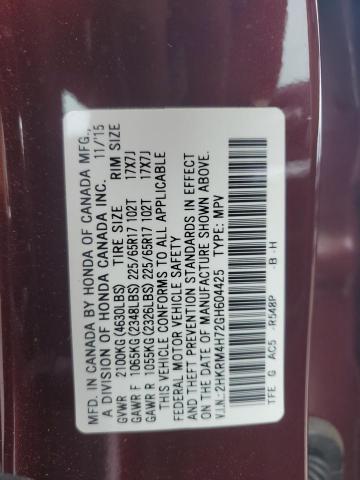 MFD. IN CANADA BY HONDA OF CANADA MFG.,
A DIVISION OF HONDA CANADA INC. 11/15
GVWR 2100KG (4630LBS) TIRE SIZE RIM SIZE
GAWR F 1065KG (2348LBS) 225/65R17 102T 17X7J
GAWR R 1055KG (2326LBS) 225/65R17 102T 17X7J
THIS VEHICLE CONFORMS TO ALL APPLICABLE
FEDERAL MOTOR VEHICLE SAFETY
AND THEFT PREVENTION STANDARDS IN EFFECT
ON THE DATE OF MANUFACTURE SHOWN ABOVE.
V.I.N.: 2HKRM4H72GH604425 TYPE: MPV
TFE G AC5 -R548P -B -H